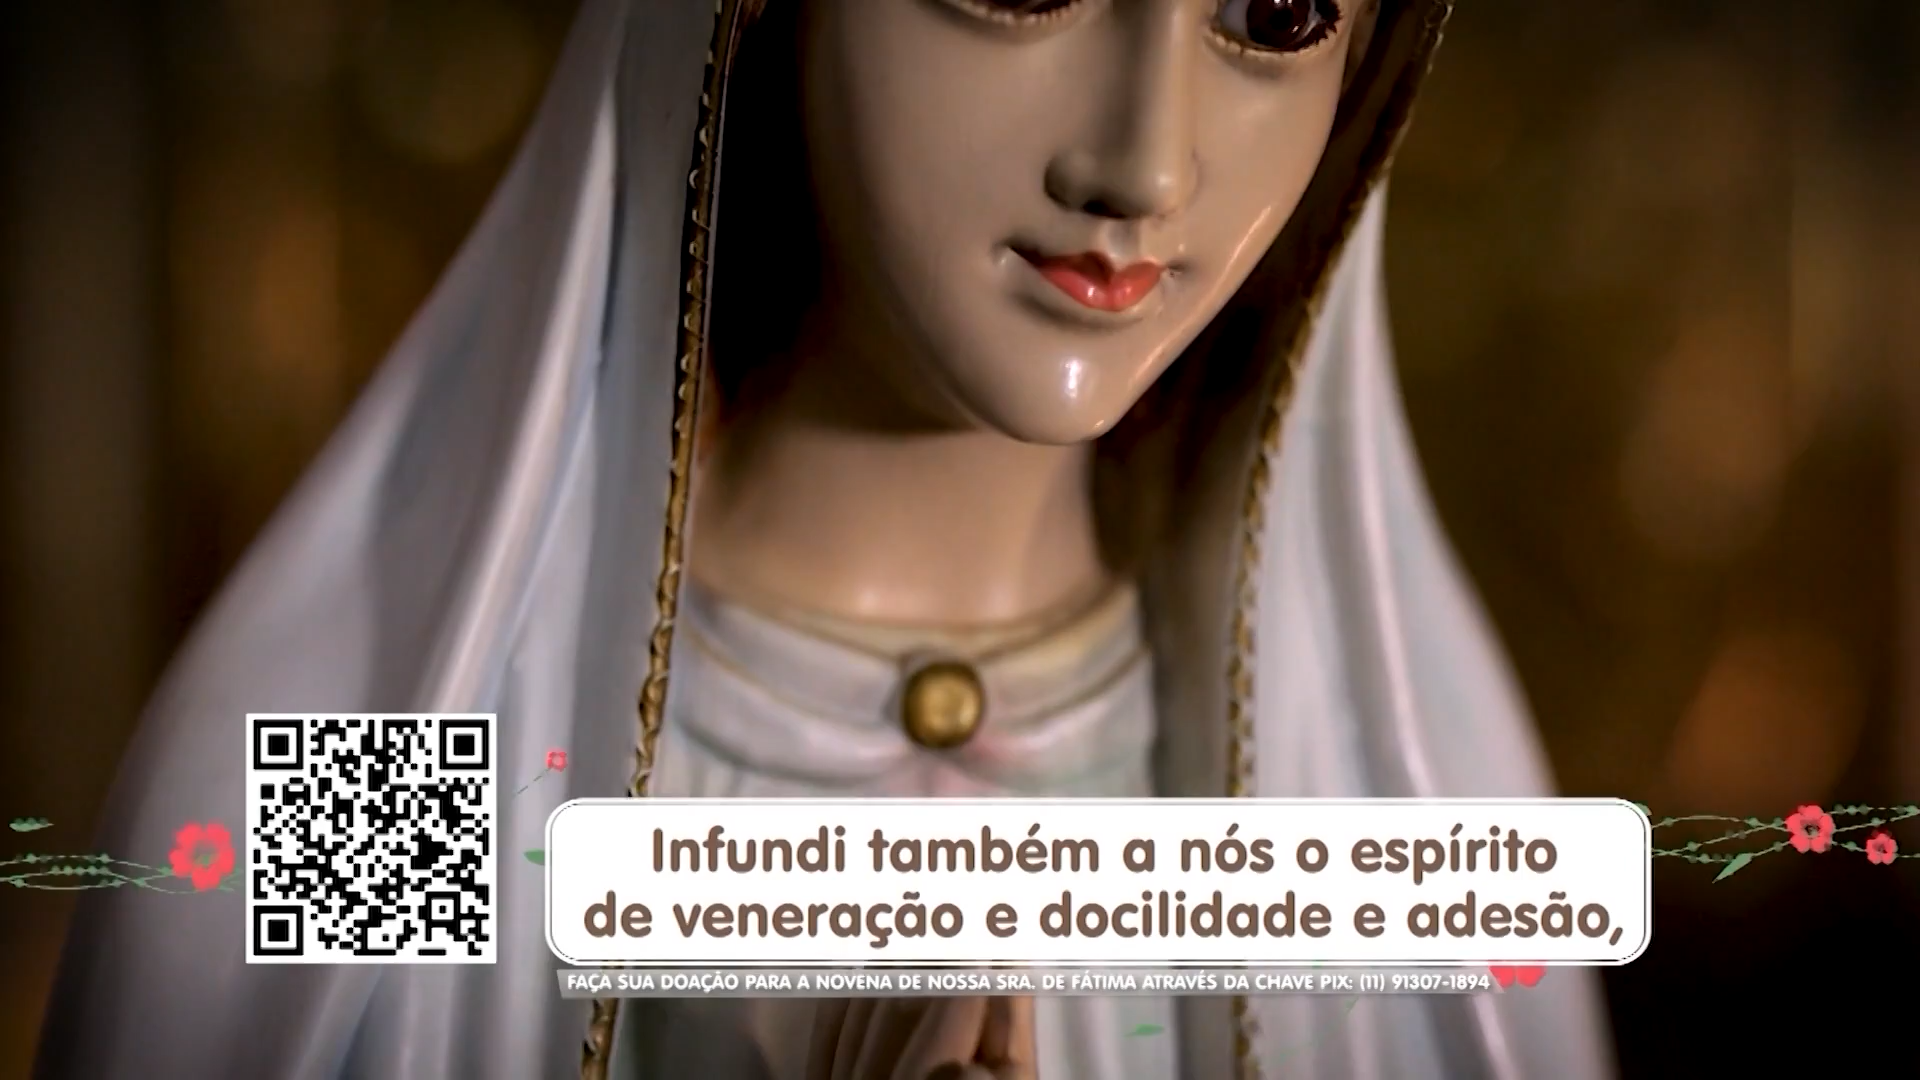 Infundi também a nós o espírito
de veneração e docilidade e adesão,
FAÇA SUA DOAÇÃO PARA A NOVENA DE NOSSA SRA. DE FÁTIMA ATRAVÉS DA CHAVE PIX: (11) 91307-1894